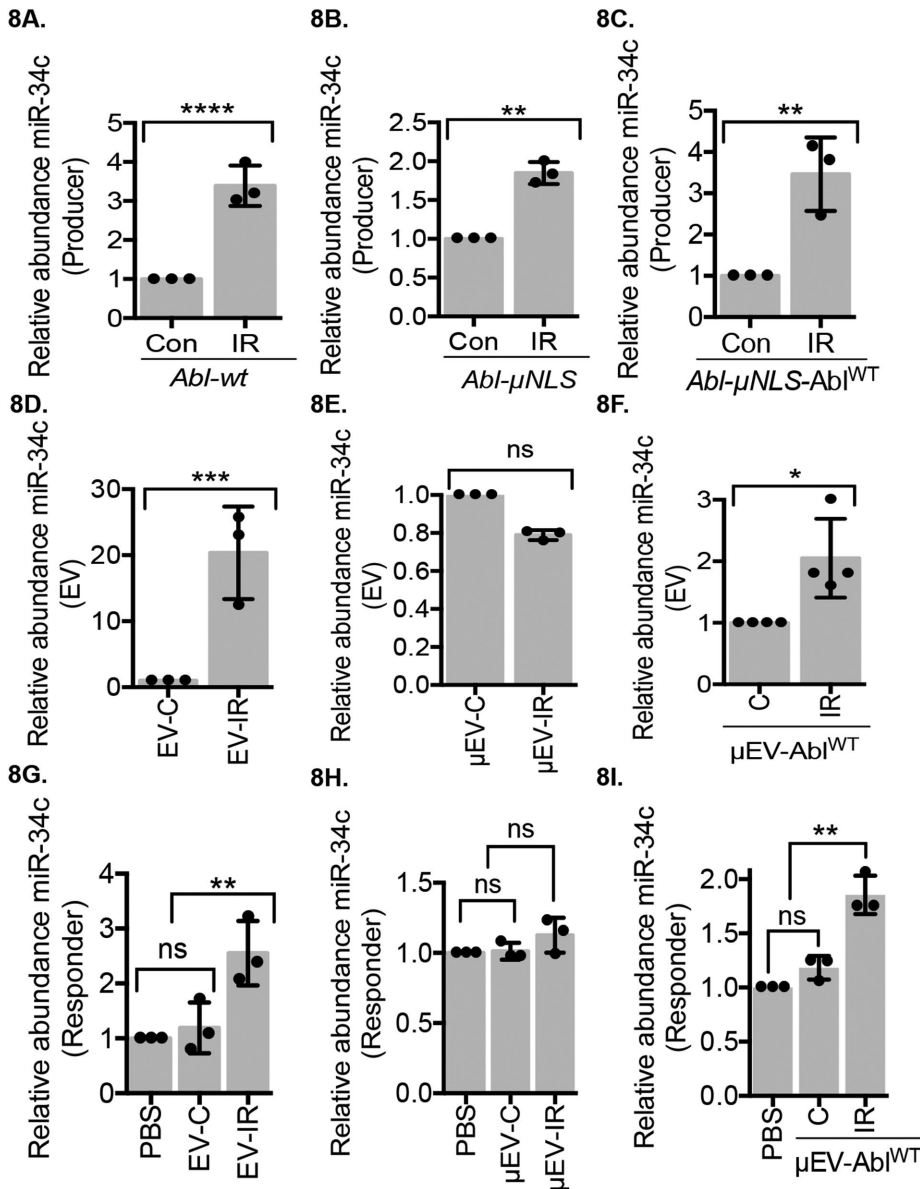 8A.
Relative abundance miR-34c
(Producer)
5
4
3
2
1
0
****
Con IR
Abl-wt
8B.
Relative abundance miR-34c
(Producer)
2.5
2.0
1.5
1.0
0.5
0.0
**
Con IR
Abl-µNLS
8C.
Relative abundance miR-34c
(Producer)
5
4
3
2
1
0
**
Con IR
Abl-µNLS-Abl^WT
8D.
Relative abundance miR-34c
(EV)
30
20
10
0
***
EV-C
EV-IR
8E.
Relative abundance miR-34c
(EV)
1.0
0.8
0.6
0.4
0.2
0.0
ns
µEV-C
µEV-IR
8F.
Relative abundance miR-34c
(EV)
3
2
1
0
*
C
IR
µEV-Abl^WT
8G.
Relative abundance miR-34c
(Responder)
4
3
2
1
0
ns
**
PBS
EV-C
EV-IR
8H.
Relative abundance miR-34c
(Responder)
1.5
1.0
0.5
0.0
ns
ns
PBS
µEV-C
µEV-IR
8I.
Relative abundance miR-34c
(Responder)
2.0
1.5
1.0
0.5
0.0
ns
**
PBS
C
IR
µEV-Abl^WT